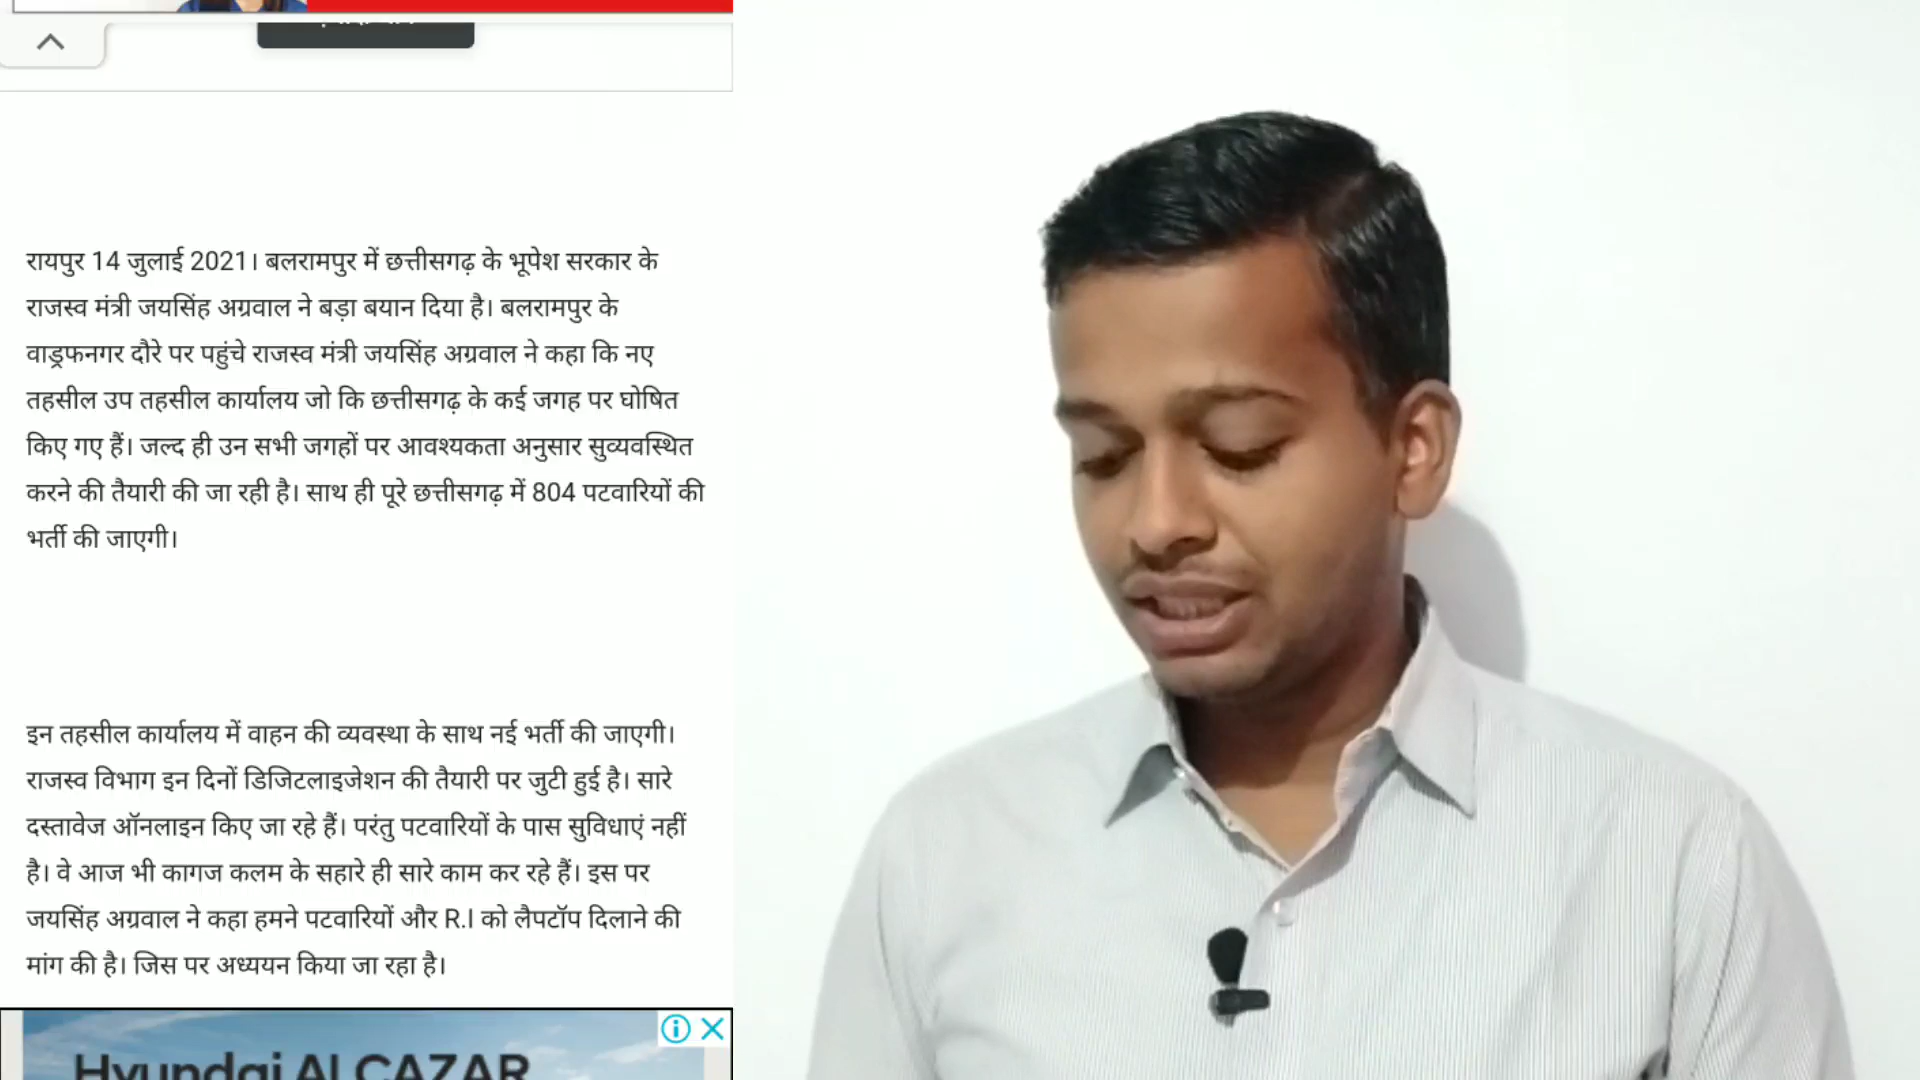 रायपुर 14 जुलाई 2021। बलरामपुर में छत्तीसगढ़ के भूपेश सरकार के
राजस्व मंत्री जयसिंह अग्रवाल ने बड़ा बयान दिया है। बलरामपुर के
वाड्रफनगर दौरे पर पहुंचे राजस्व मंत्री जयसिंह अग्रवाल ने कहा कि नए
तहसील उप तहसील कार्यालय जो कि छत्तीसगढ़ के कई जगह पर घोषित
किए गए हैं। जल्द ही उन सभी जगहों पर आवश्यकता अनुसार सुव्यवस्थित
करने की तैयारी की जा रही है। साथ ही पूरे छत्तीसगढ़ में 804 पटवारियों की
भर्ती की जाएगी।
इन तहसील कार्यालय में वाहन की व्यवस्था के साथ नई भर्ती की जाएगी।
राजस्व विभाग इन दिनों डिजिटलाइजेशन की तैयारी पर जुटी हुई है। सारे
दस्तावेज ऑनलाइन किए जा रहे हैं। परंतु पटवारियों के पास सुविधाएं नहीं
है। वे आज भी कागज कलम के सहारे ही सारे काम कर रहे हैं। इस पर
जयसिंह अग्रवाल ने कहा हमने पटवारियों और R.I को लैपटॉप दिलाने की
मांग की है। जिस पर अध्ययन किया जा रहा है।
Hyundai ALCAZAR